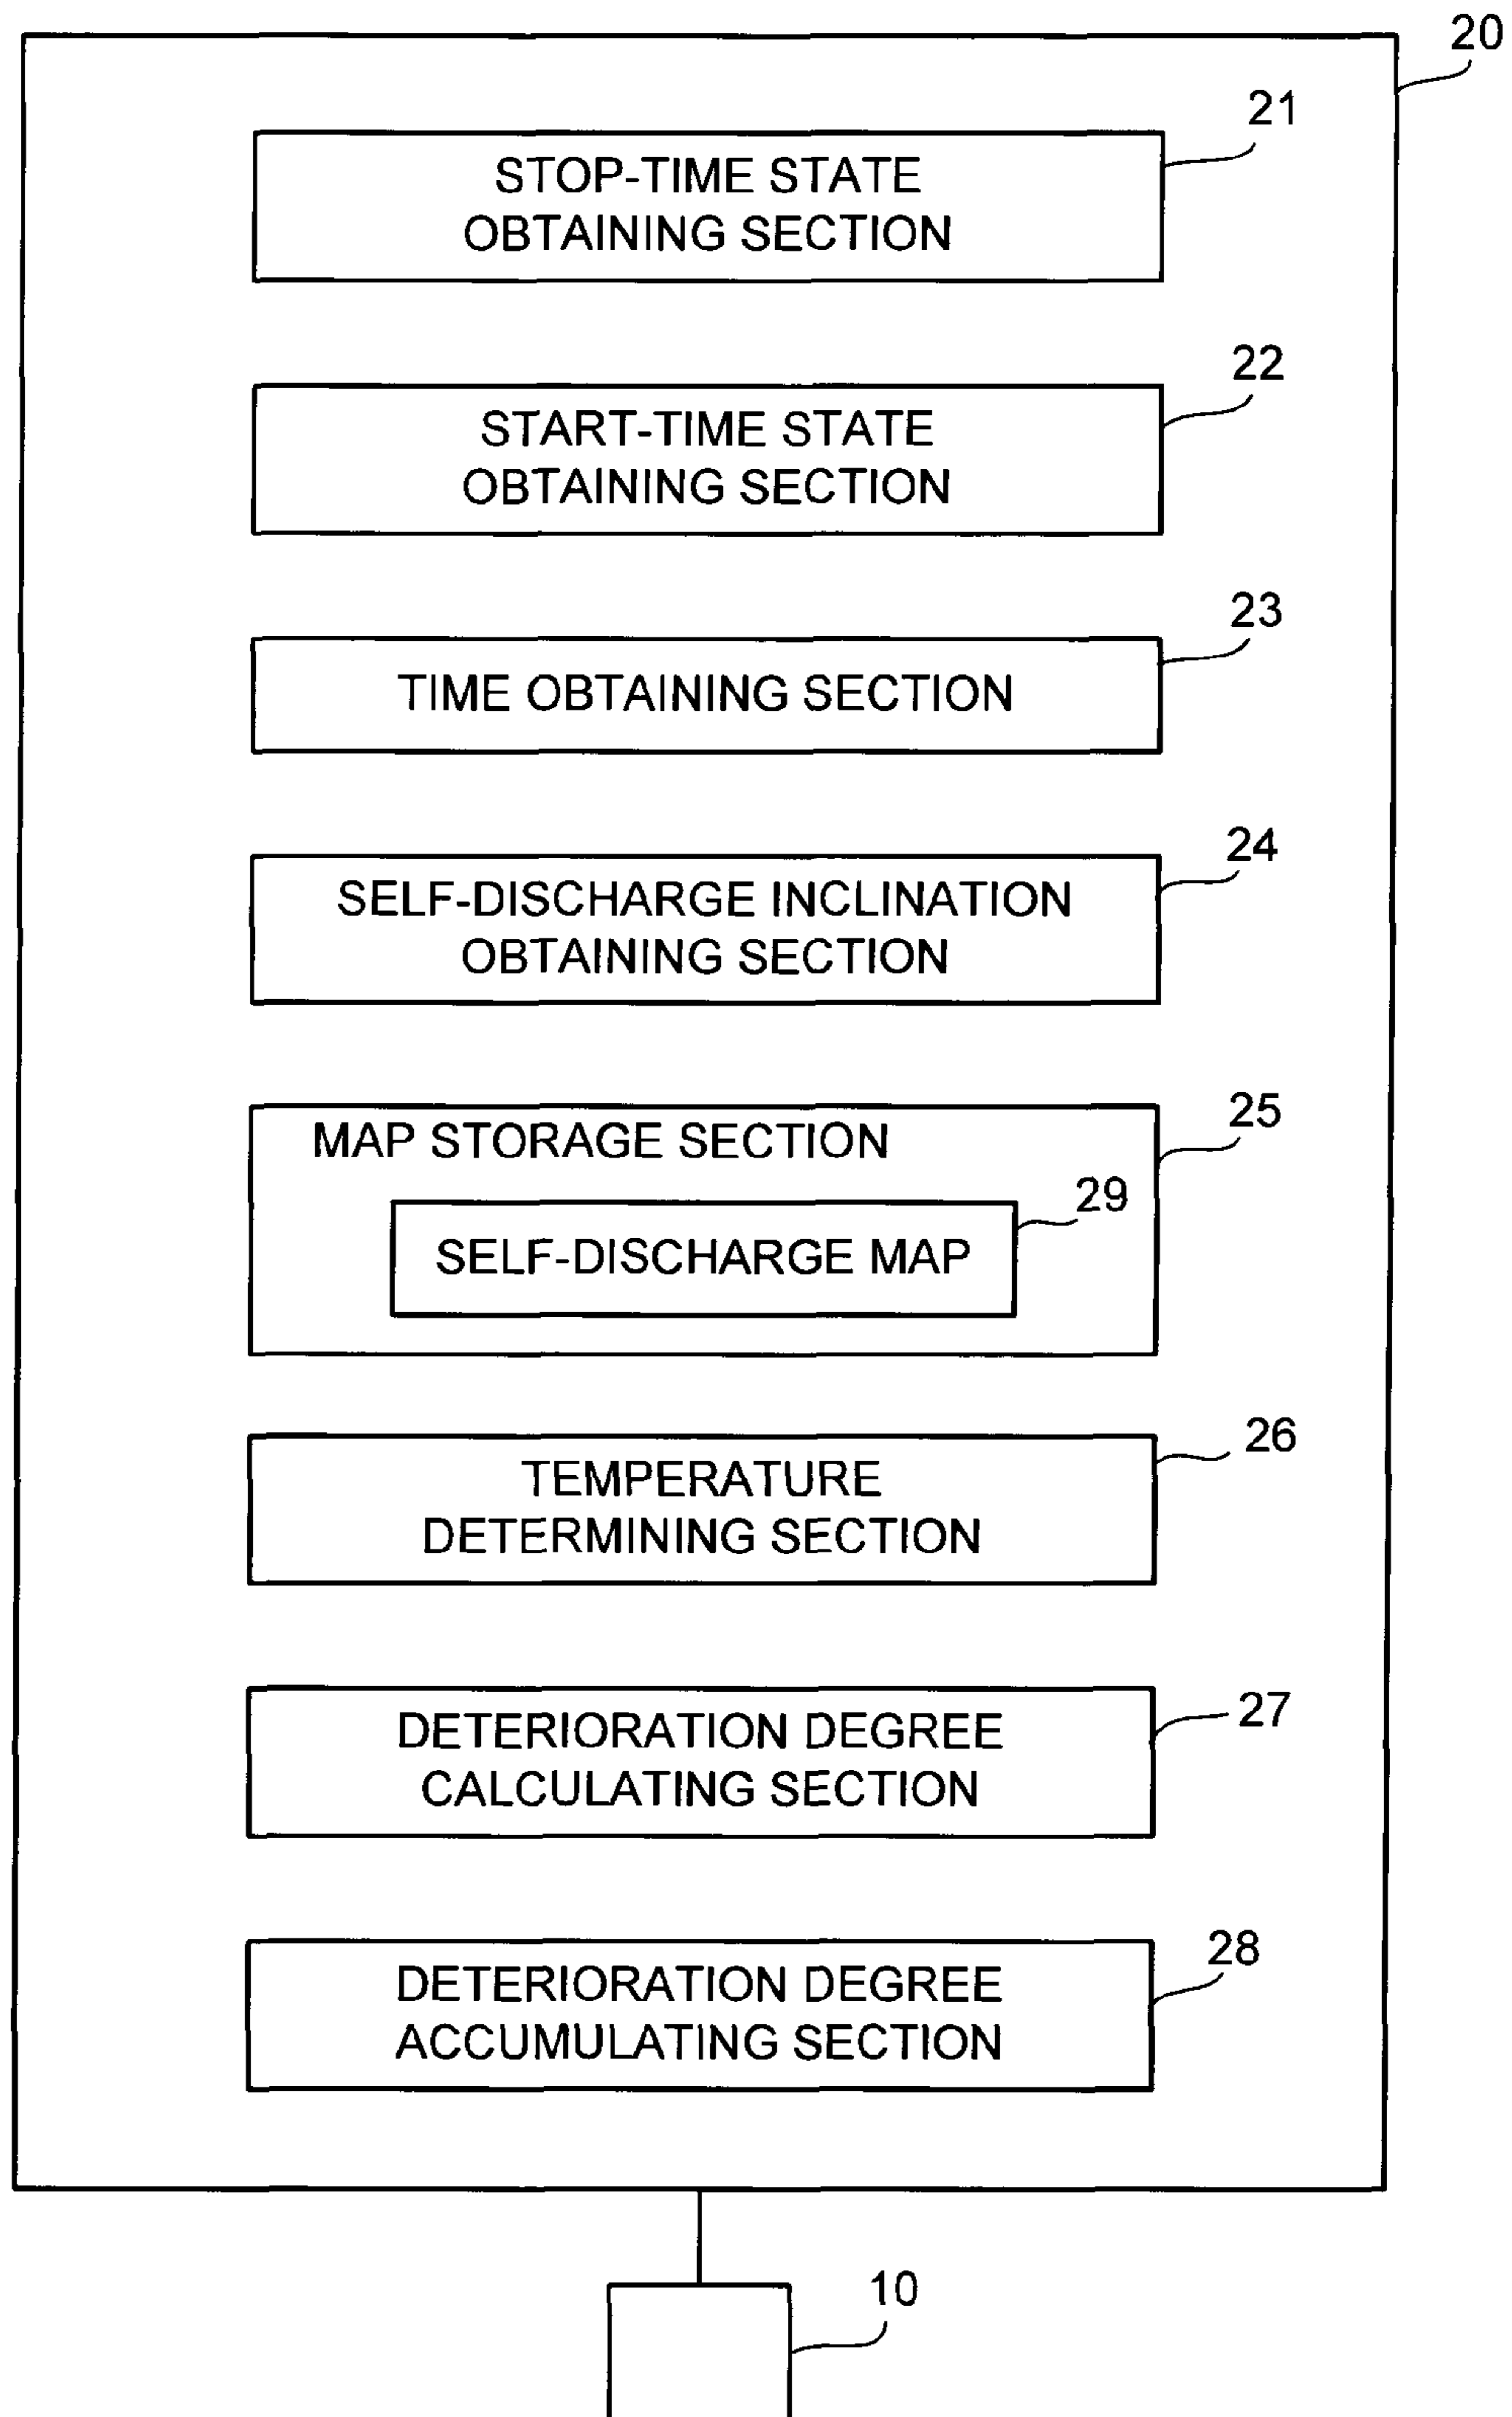 20
21
STOP-TIME STATE
OBTAINING SECTION
22
START-TIME STATE
OBTAINING SECTION
23
TIME OBTAINING SECTION
24
SELF-DISCHARGE INCLINATION
OBTAINING SECTION
25
MAP STORAGE SECTION
29
SELF-DISCHARGE MAP
26
TEMPERATURE
DETERMINING SECTION
27
DETERIORATION DEGREE
CALCULATING SECTION
28
DETERIORATION DEGREE
ACCUMULATING SECTION
10